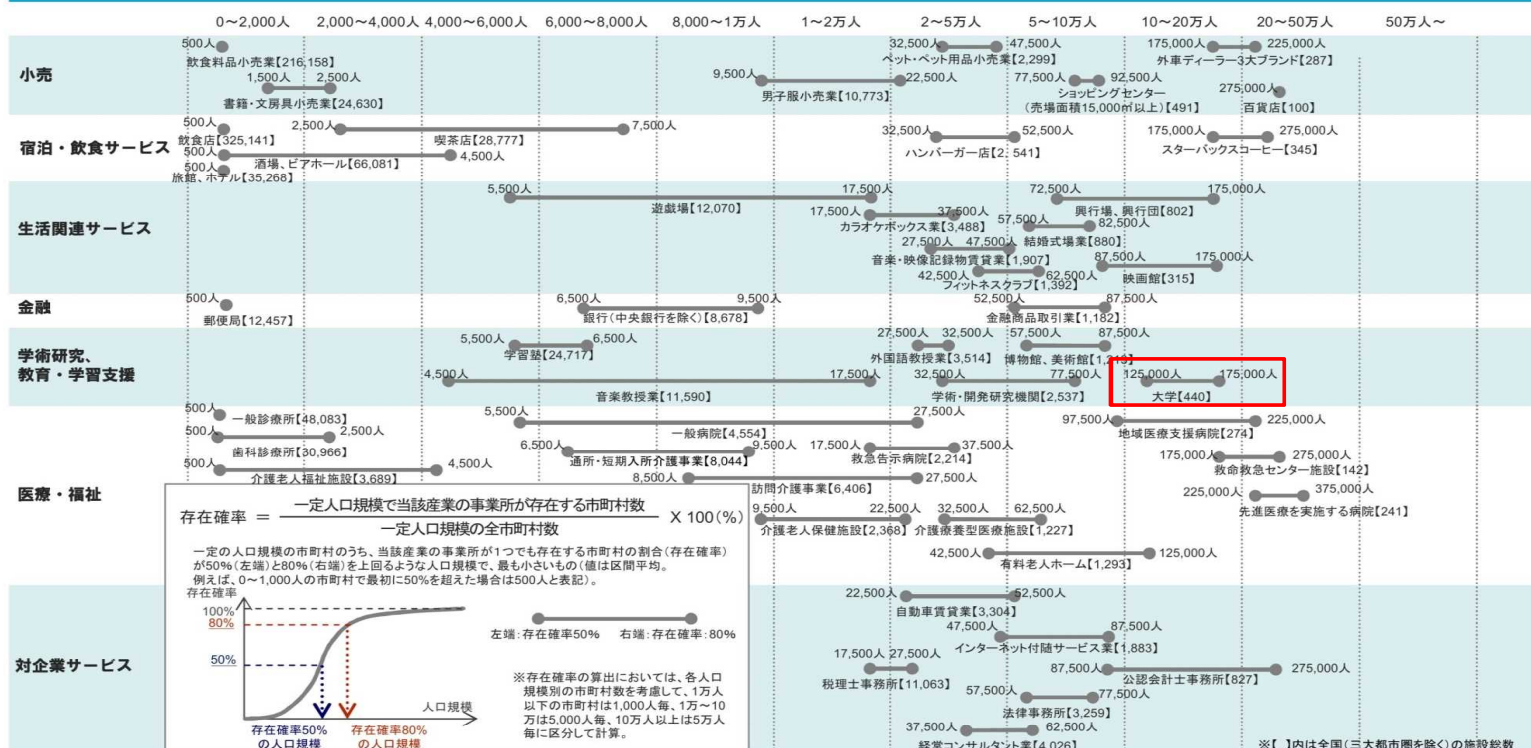 0～2,000人 2,000～4,000人 4,000～6,000人 6,000～8,000人 8,000～1万人 1～2万人 2～5万人 5～10万人 10～20万人 20～50万人 50万人～
小売
500人
飲食料品小売業【216,158】
1,500人 2,500人
書籍・文房具小売業【24,630】
9,500人 22,500人
男子服小売業【10,773】
32,500人 47,500人
ペット・ペット用品小売業【2,299】
77,500人 92,500人
ショッピングセンター
（売場面積15,000㎡以上）【491】
175,000人 225,000人
外車ディーラー3大ブランド【287】
275,000人
百貨店【100】
宿泊・飲食サービス
500人
飲食店【325,141】
2,500人 7,500人
喫茶店【28,777】
500人 4,500人
酒場、ビアホール【66,081】
500人
旅館、ホテル【35,268】
32,500人 52,500人
ハンバーガー店【2,541】
175,000人 275,000人
スターバックスコーヒー【345】
生活関連サービス
5,500人 17,500人
遊戯場【12,070】
17,500人 37,500人
カラオケボックス業【3,488】
27,500人 47,500人
音楽・映像記録物賃貸業【1,907】
42,500人 62,500人
フィットネスクラブ【1,392】
72,500人 175,000人
興行場、興行団【802】
57,500人 82,500人
結婚式場業【880】
87,500人 175,000人
映画館【315】
金融
500人
郵便局【12,457】
6,500人 9,500人
銀行（中央銀行を除く）【8,678】
52,500人 87,500人
金融商品取引業【1,182】
学術研究、
教育・学習支援
5,500人 6,500人
学習塾【24,717】
4,500人 17,500人
音楽教授業【11,590】
27,500人 32,500人
外国語教授業【3,514】
57,500人 87,500人
博物館、美術館【1,213】
32,500人 77,500人
学術・開発研究機関【2,537】
125,000人 175,000人
大学【440】
医療・福祉
500人
一般診療所【48,083】
500人 2,500人
歯科診療所【30,966】
500人 4,500人
介護老人福祉施設【3,689】
5,500人 27,500人
一般病院【4,554】
6,500人 9,500人
通所・短期入所介護事業【8,044】
8,500人 27,500人
訪問介護事業【6,406】
17,500人 37,500人
救急告示病院【2,214】
9,500人 22,500人
介護老人保健施設【2,368】
32,500人 62,500人
介護療養型医療施設【1,227】
42,500人 125,000人
有料老人ホーム【1,293】
97,500人 225,000人
地域医療支援病院【274】
175,000人 275,000人
救命救急センター施設【142】
225,000人 375,000人
先進医療を実施する病院【241】
対企業サービス
22,500人 52,500人
自動車賃貸業【3,304】
47,500人 87,500人
インターネット付随サービス業【1,883】
17,500人 27,500人
税理士事務所【11,063】
87,500人 275,000人
公認会計士事務所【827】
57,500人 77,500人
法律事務所【3,259】
37,500人 62,500人
経営コンサルタント業【4,026】
存在確率 ＝ 一定人口規模で当該産業の事業所が存在する市町村数
一定人口規模の全市町村数
X 100(%)
一定の人口規模の市町村のうち、当該産業の事業所が1つでも存在する市町村の割合（存在確率）
が50%（左端）と80%（右端）を上回るような人口規模で、最も小さいもの（値は区間平均。
例えば、0～1,000人の市町村で最初に50%を超えた場合は500人と表記）。
存在確率
100%
80%
50%
人口規模
存在確率50%
の人口規模
存在確率80%
の人口規模
左端：存在確率50% 右端：存在確率：80%
※存在確率の算出においては、各人口
規模別の市町村数を考慮して、1万人
以下の市町村は1,000人毎、1万～10
万は5,000人毎、10万人以上は5万人
毎に区分して計算。
※【 】内は全国（三大都市圏を除く）の施設総数